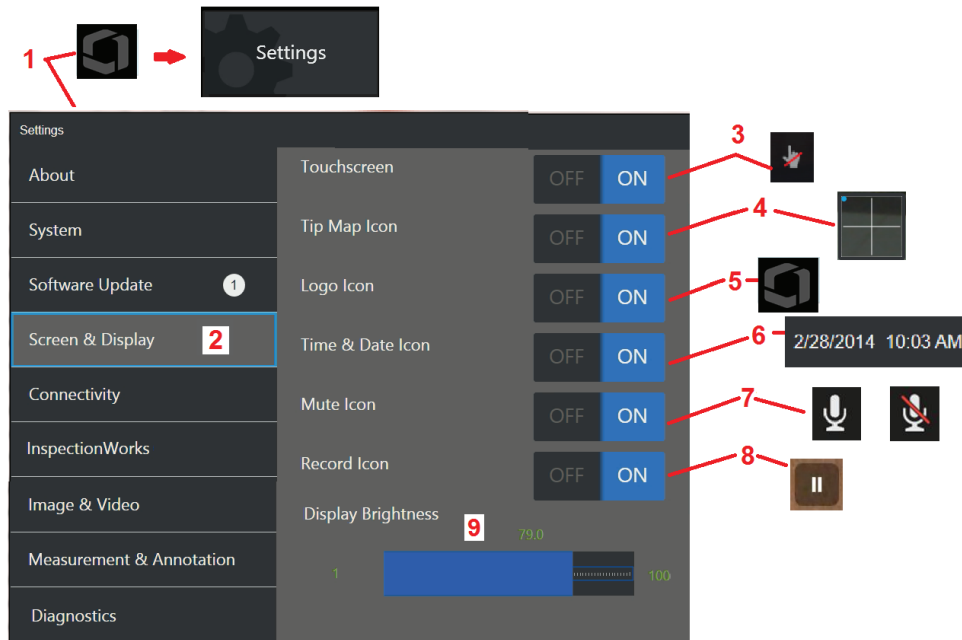 1
Settings
Settings
About
System
Software Update 1
Screen & Display 2
Connectivity
InspectionWorks
Image & Video
Measurement & Annotation
Diagnostics
Touchscreen OFF ON 3
Tip Map Icon OFF ON 4
Logo Icon OFF ON 5
Time & Date Icon OFF ON 6 2/28/2014 10:03 AM
Mute Icon OFF ON 7
Record Icon OFF ON 8
Display Brightness 9
79.0
1 100